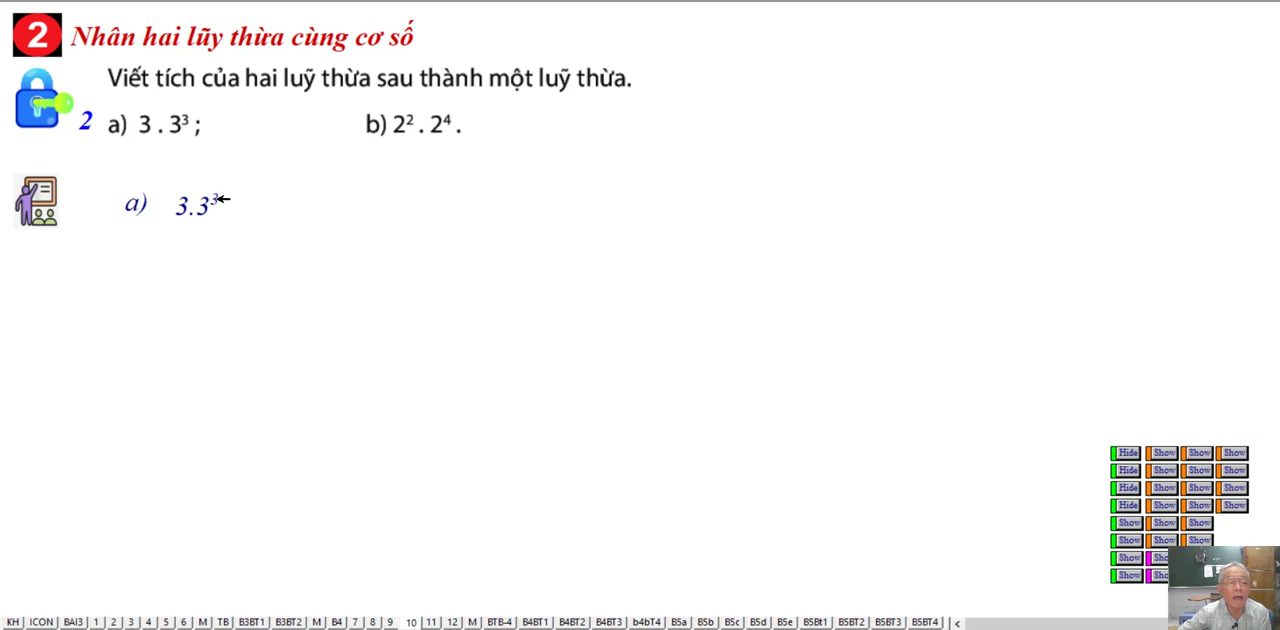 2 Nhân hai lũy thừa cùng cơ số
Viết tích của hai luỹ thừa sau thành một luỹ thừa.
2 a) 3 . 3³ ; b) 2² . 2⁴ .
a) 3.3³
Hide Show Show Show
Hide Show Show Show
Hide Show Show Show
Hide Show Show Show
Show Show Show
Show Show Show
Show
Show
KH ICON BAI3 1 2 3 4 5 6 M TB B3BT1 B3BT2 M B4 7 8 9 10 11 12 M BTB-4 B4BT1 B4BT2 B4BT3 b4bT4 B5a B5b B5c B5d B5e B5Bt1 B5BT2 B5BT3 B5BT4 <